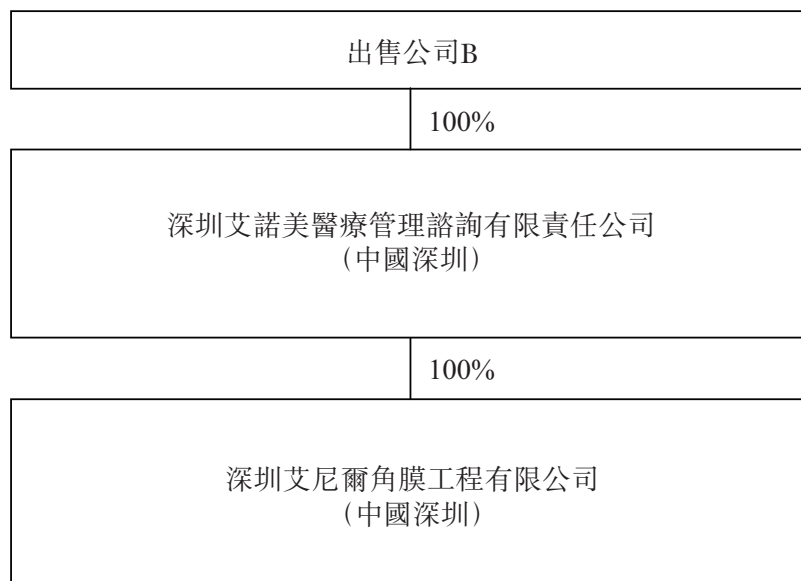 出售公司B
100%
深圳艾諾美醫療管理諮詢有限責任公司
（中國深圳）
100%
深圳艾尼爾角膜工程有限公司
（中國深圳）